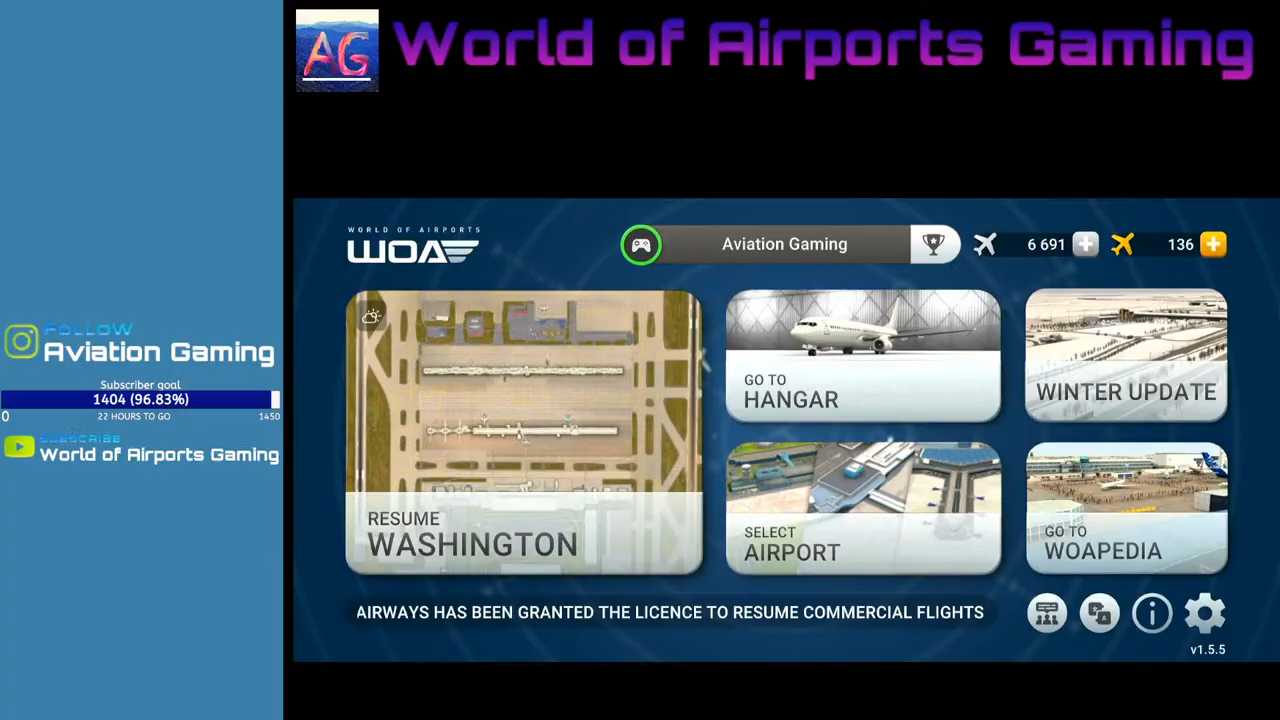 AG
World of Airports Gaming
WORLD OF AIRPORTS
WOA
Aviation Gaming
6 691
136
RESUME
WASHINGTON
GO TO
HANGAR
WINTER UPDATE
SELECT
AIRPORT
GO TO
WOAPEDIA
AIRWAYS HAS BEEN GRANTED THE LICENCE TO RESUME COMMERCIAL FLIGHTS
v1.5.5
FOLLOW
Aviation Gaming
Subscriber goal
1404 (96.83%)
0
22 HOURS TO GO
1450
SUBSCRIBE
World of Airports Gaming